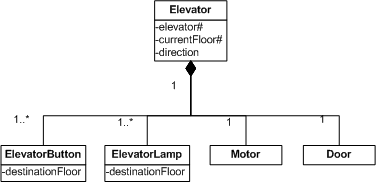 Elevator
-elevator#
-currentFloor#
-direction
1
1..*
1..*
1
1
ElevatorButton
-destinationFloor
ElevatorLamp
-destinationFloor
Motor
Door